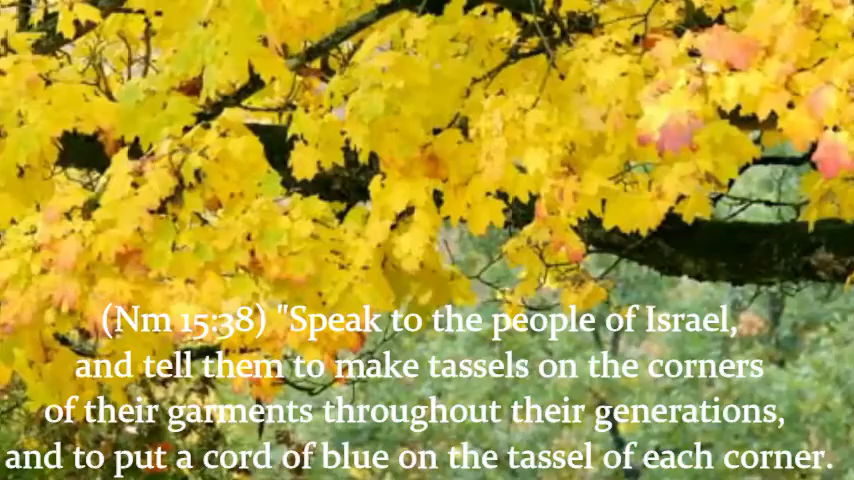 (Nm 15:38) "Speak to the people of Israel,
and tell them to make tassels on the corners
of their garments throughout their generations,
and to put a cord of blue on the tassel of each corner.